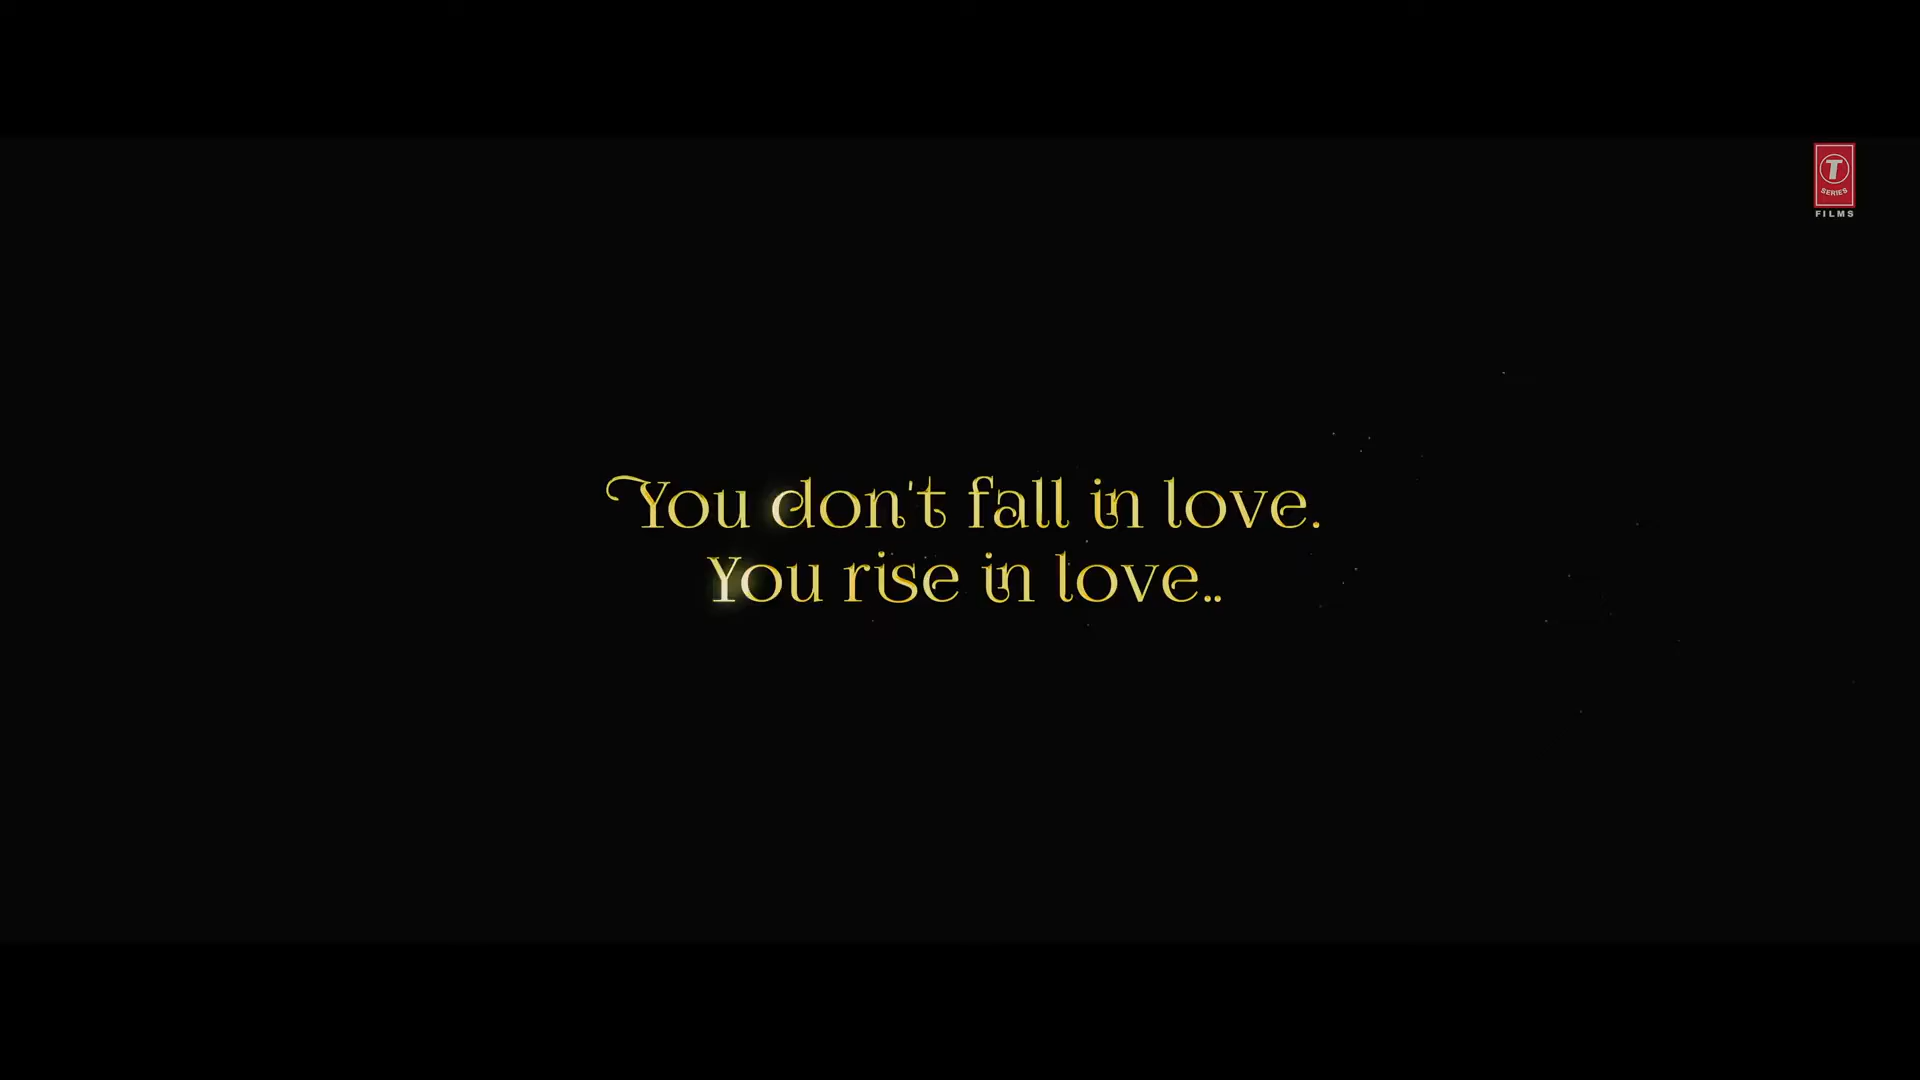 T
SERIES
FILMS
You don't fall in love.
You rise in love..